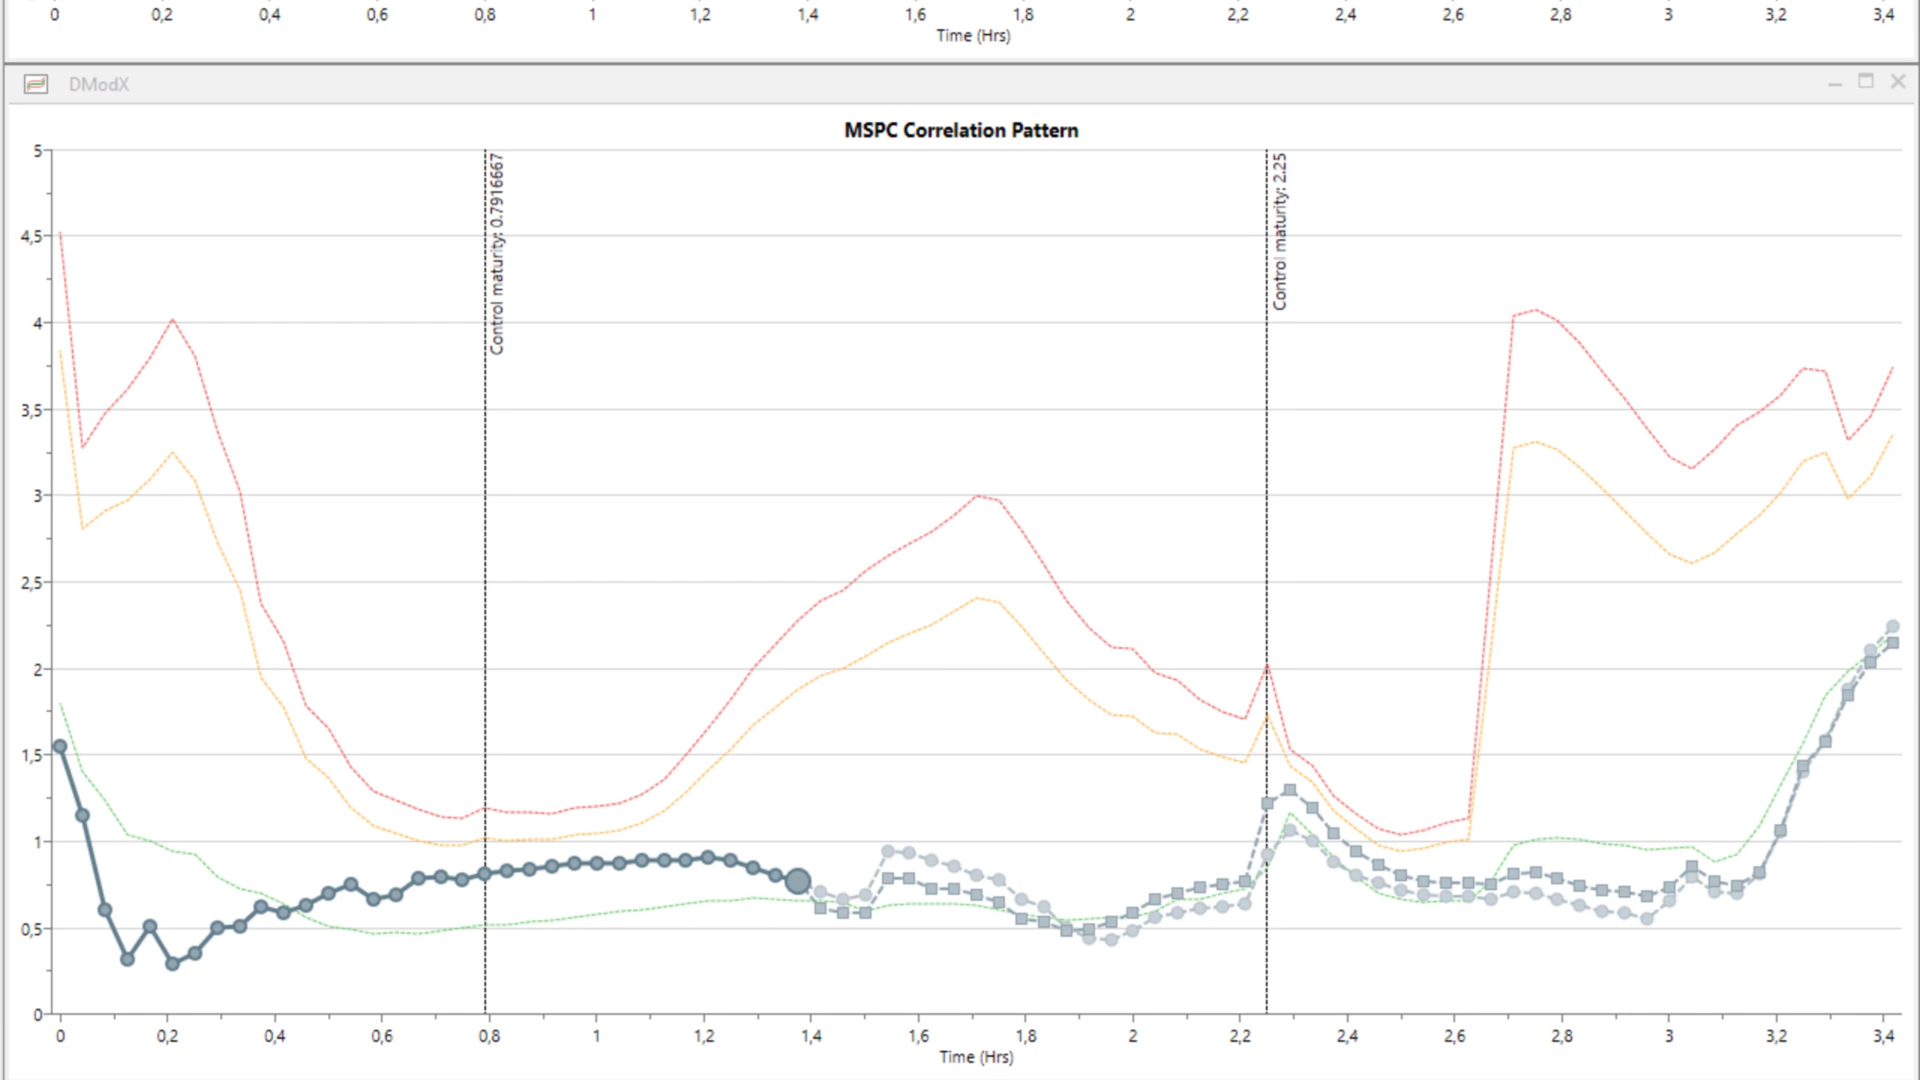 0 0,2 0,4 0,6 0,8 1 1,2 1,4 1,6 1,8 2 2,2 2,4 2,6 2,8 3 3,2 3,4
Time (Hrs)
DModX
MSPC Correlation Pattern
5
4,5
4
3,5
3
2,5
2
1,5
1
0,5
0
Control maturity: 0.7916667
Control maturity: 2.25
0 0,2 0,4 0,6 0,8 1 1,2 1,4 1,6 1,8 2 2,2 2,4 2,6 2,8 3 3,2 3,4
Time (Hrs)